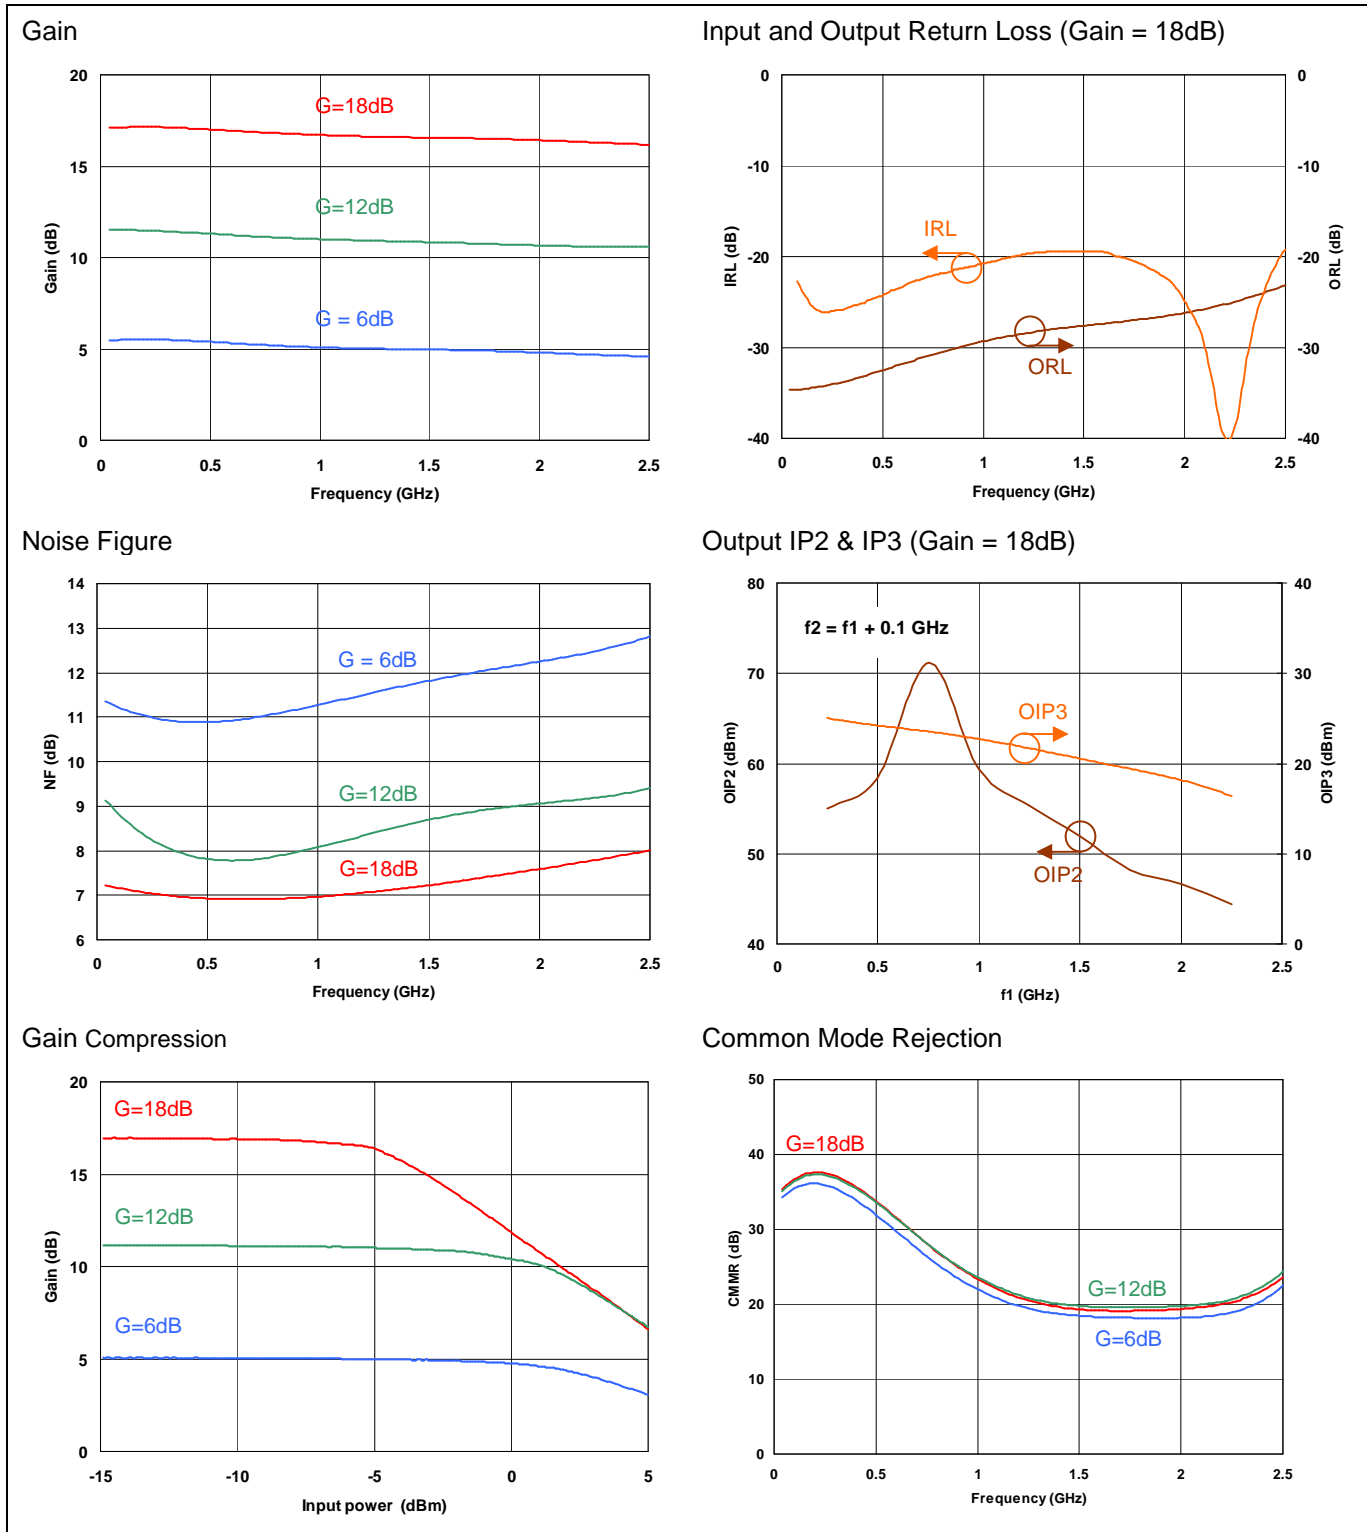 Gain
20
15
10
5
0
Gain (dB)
G=18dB
G=12dB
G = 6dB
0 0.5 1 1.5 2 2.5
Frequency (GHz)
Input and Output Return Loss (Gain = 18dB)
0
-10
-20
-30
-40
IRL (dB)
IRL
ORL
0
-10
-20
-30
-40
ORL (dB)
0 0.5 1 1.5 2 2.5
Frequency (GHz)
Noise Figure
14
13
12
11
10
9
8
7
6
NF (dB)
G = 6dB
G=12dB
G=18dB
0 0.5 1 1.5 2 2.5
Frequency (GHz)
Output IP2 & IP3 (Gain = 18dB)
80
70
60
50
40
OIP2 (dBm)
f2 = f1 + 0.1 GHz
OIP3
OIP2
40
30
20
10
0
OIP3 (dBm)
0 0.5 1 1.5 2 2.5
f1 (GHz)
Gain Compression
20
15
10
5
0
Gain (dB)
G=18dB
G=12dB
G=6dB
-15 -10 -5 0 5
Input power (dBm)
Common Mode Rejection
50
40
30
20
10
0
CMMR (dB)
G=18dB
G=12dB
G=6dB
0 0.5 1 1.5 2 2.5
Frequency (GHz)